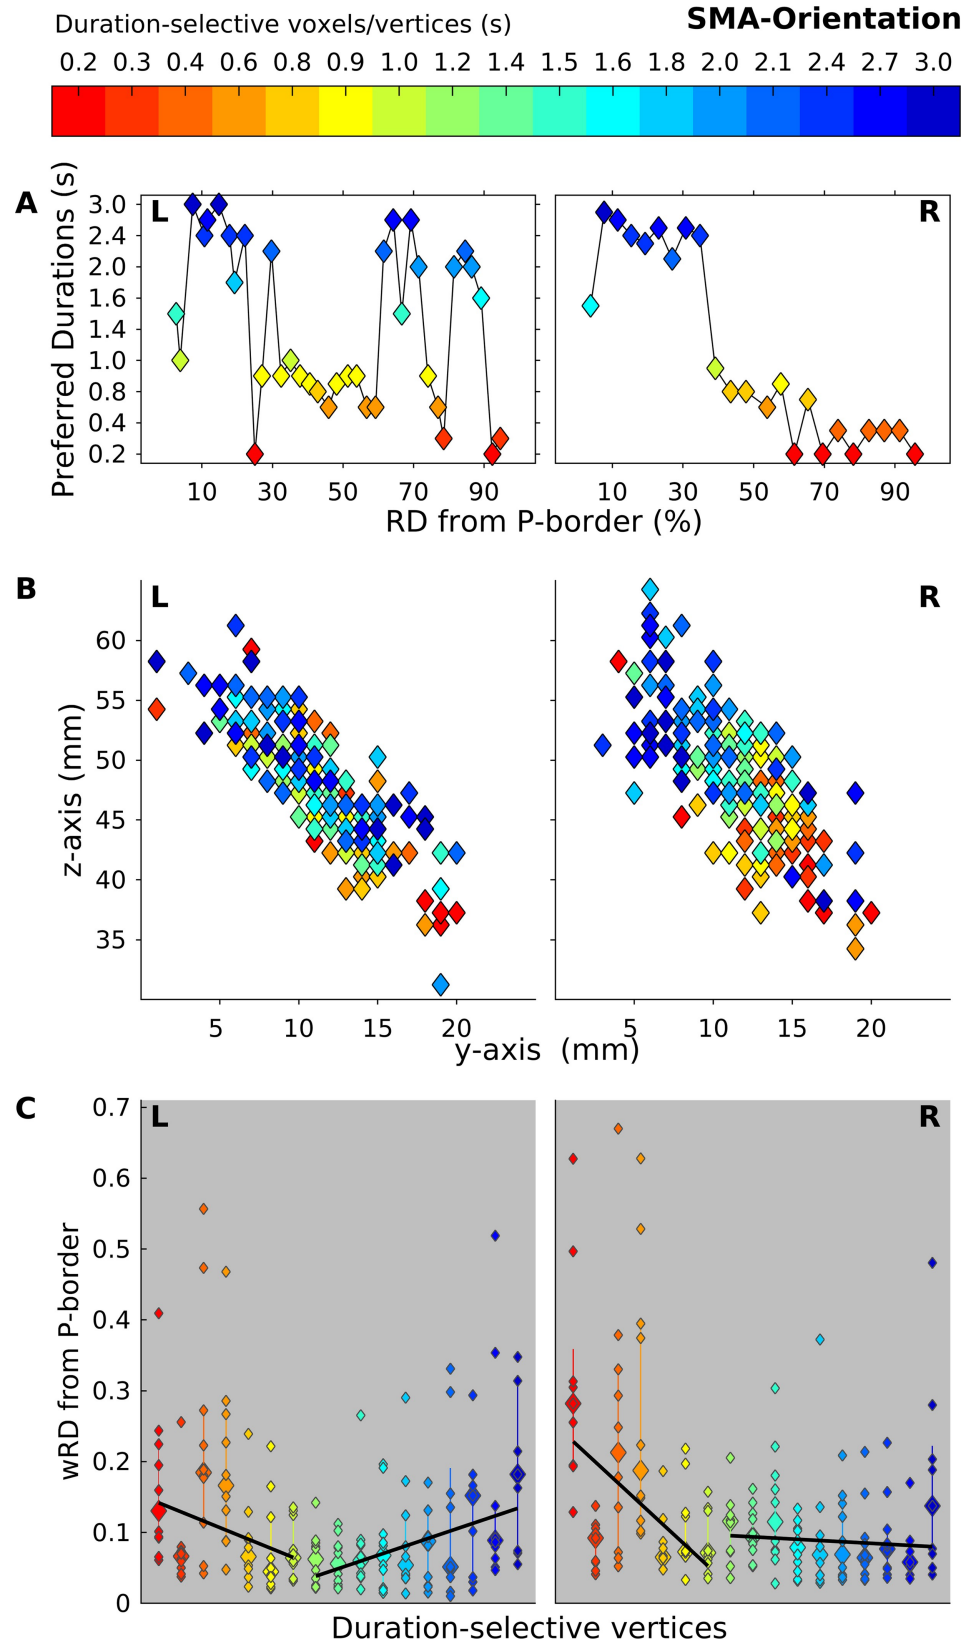 Duration-selective voxels/vertices (s) SMA-Orientation
0.2 0.3 0.4 0.6 0.8 0.9 1.0 1.2 1.4 1.5 1.6 1.8 2.0 2.1 2.4 2.7 3.0
A
Preferred Durations (s)
L R
3.0
2.4
2.0
1.6
1.4
1.0
0.8
0.4
0.2
10 30 50 70 90 10 30 50 70 90
RD from P-border (%)
B
z-axis (mm)
L R
60
55
50
45
40
35
5 10 15 20 5 10 15 20
y-axis (mm)
C
wRD from P-border
L R
0.7
0.6
0.5
0.4
0.3
0.2
0.1
0
Duration-selective vertices